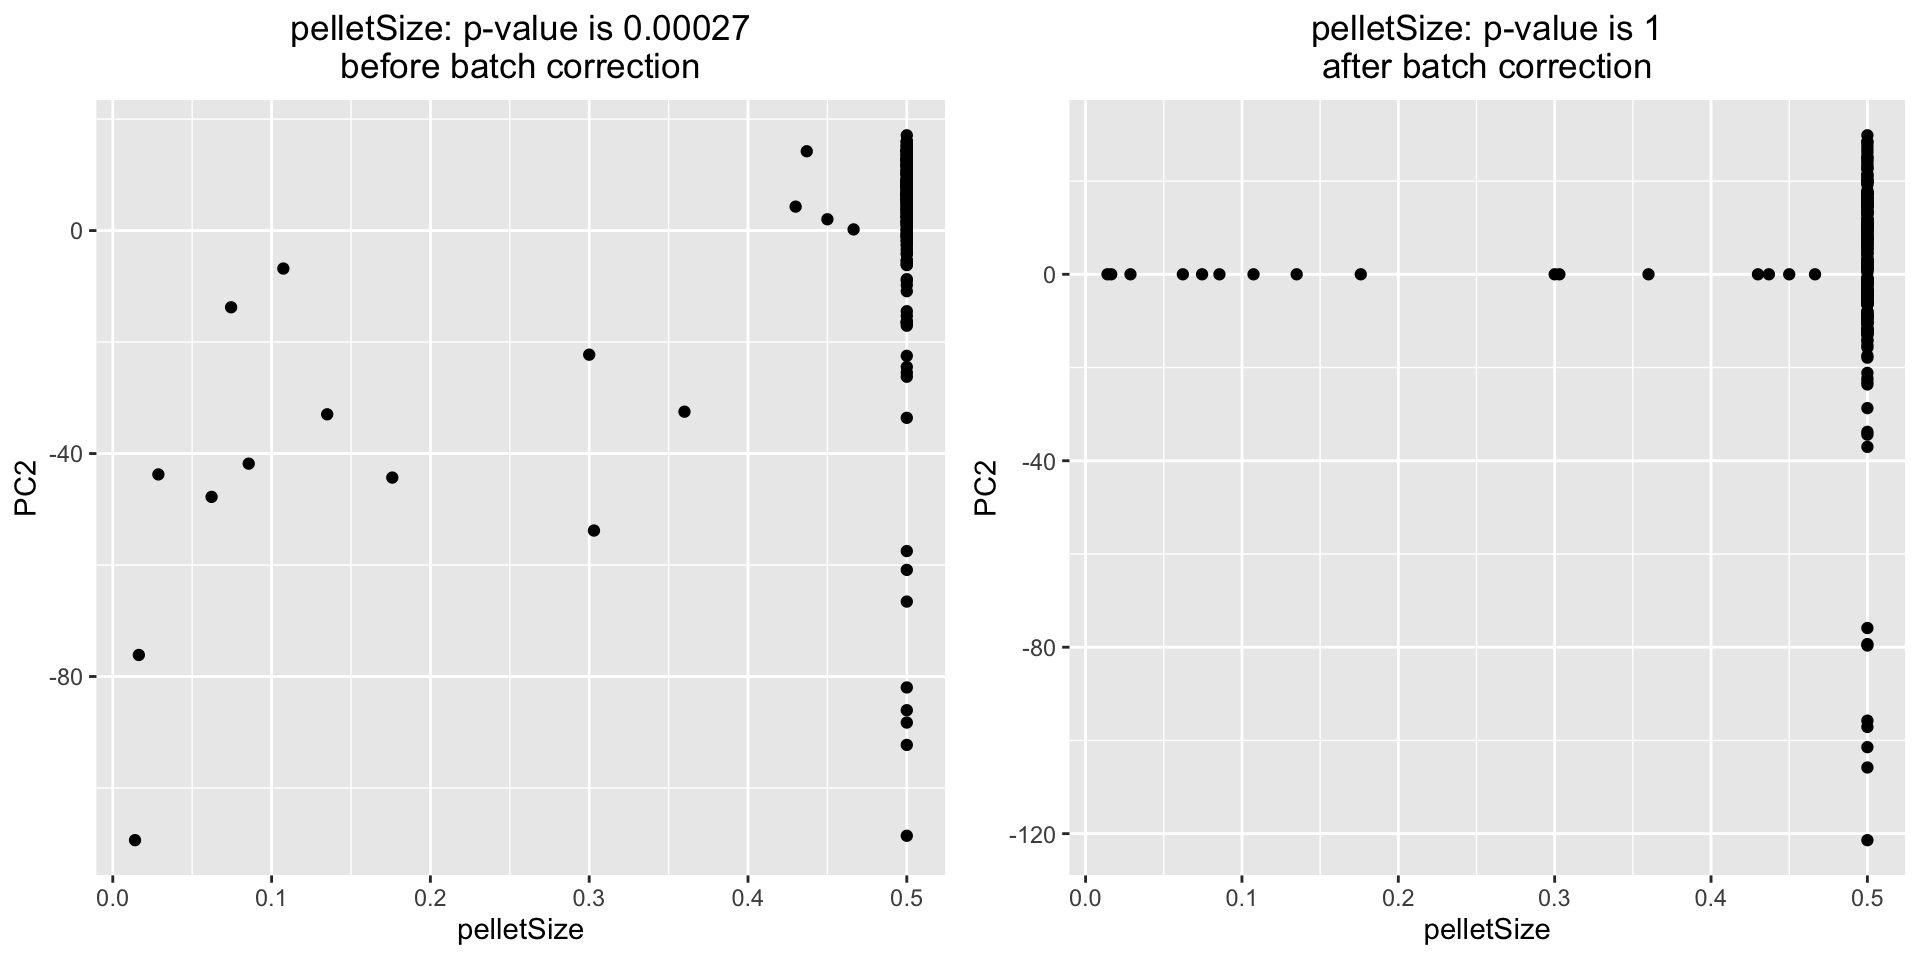 pelletSize: p-value is 0.00027
before batch correction
0
-40
-80
PC2
0.0 0.1 0.2 0.3 0.4 0.5
pelletSize
pelletSize: p-value is 1
after batch correction
0
-40
-80
-120
PC2
0.0 0.1 0.2 0.3 0.4 0.5
pelletSize